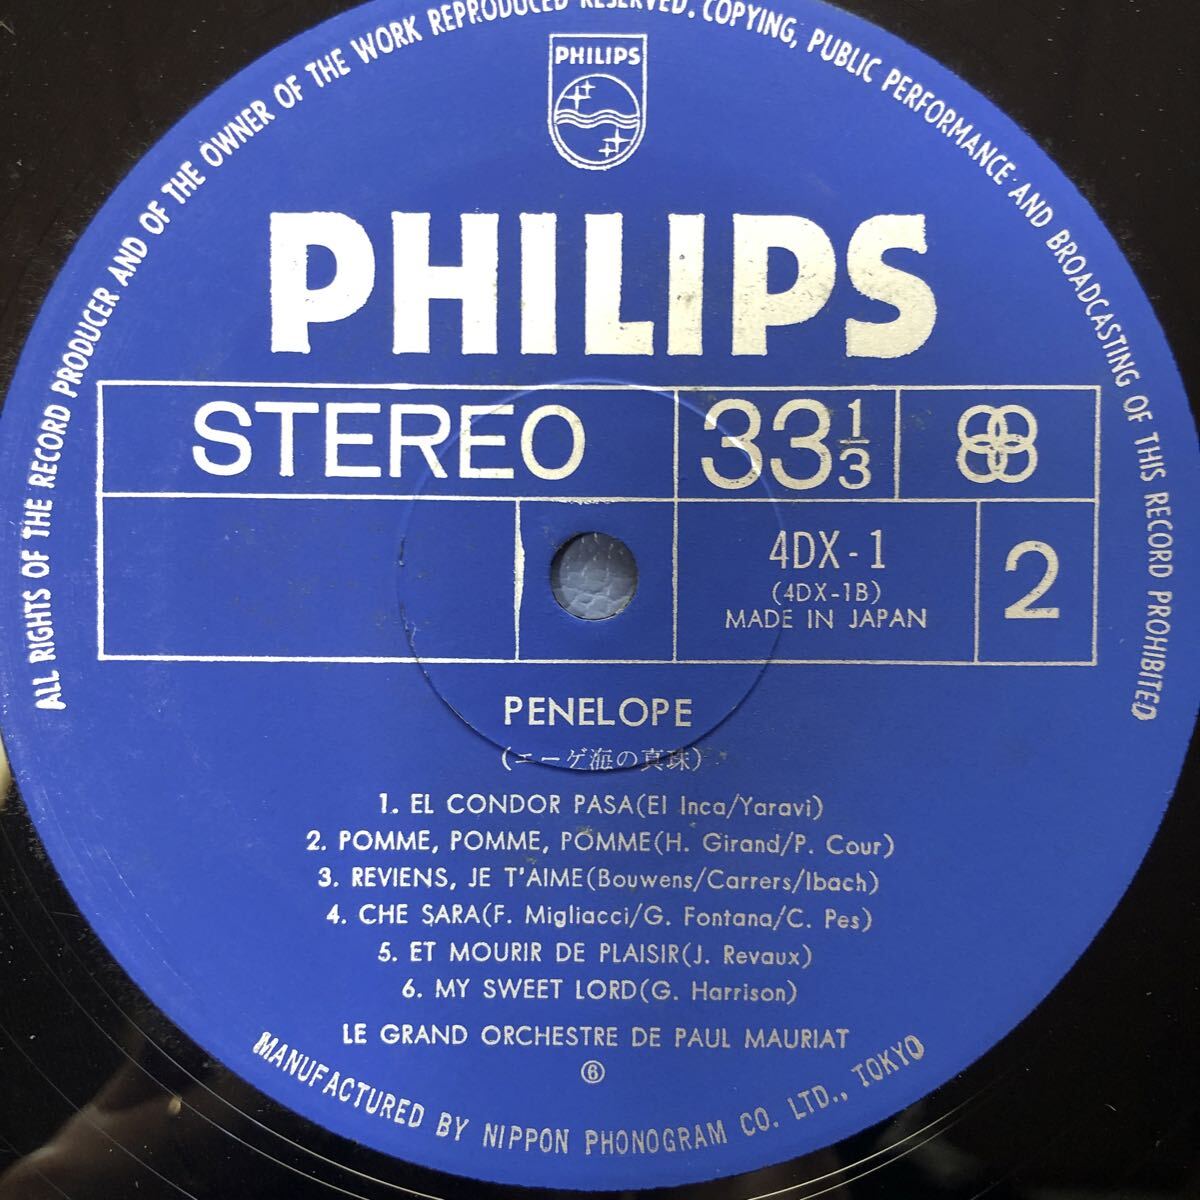 ALL RIGHTS OF THE RECORD PRODUCER AND OF THE OWNER OF THE WORK REPRODUCED RESERVED. COPYING, PUBLIC PERFORMANCE AND BROADCASTING OF THIS RECORD PROHIBITED
PHILIPS
PHILIPS
STEREO 33 1/3
4DX-1
(4DX-1B)
MADE IN JAPAN
2
PENELOPE
(エーゲ海の真珠)
1. EL CONDOR PASA(El Inca/Yaravi)
2. POMME, POMME, POMME(H. Girand/P. Cour)
3. REVIENS, JE T'AIME(Bouwens/Carrers/Ibach)
4. CHE SARA(F. Migliacci/G. Fontana/C. Pes)
5. ET MOURIR DE PLAISIR(J. Revaux)
6. MY SWEET LORD(G. Harrison)
LE GRAND ORCHESTRE DE PAUL MAURIAT
⑥
MANUFACTURED BY NIPPON PHONOGRAM CO. LTD., TOKYO